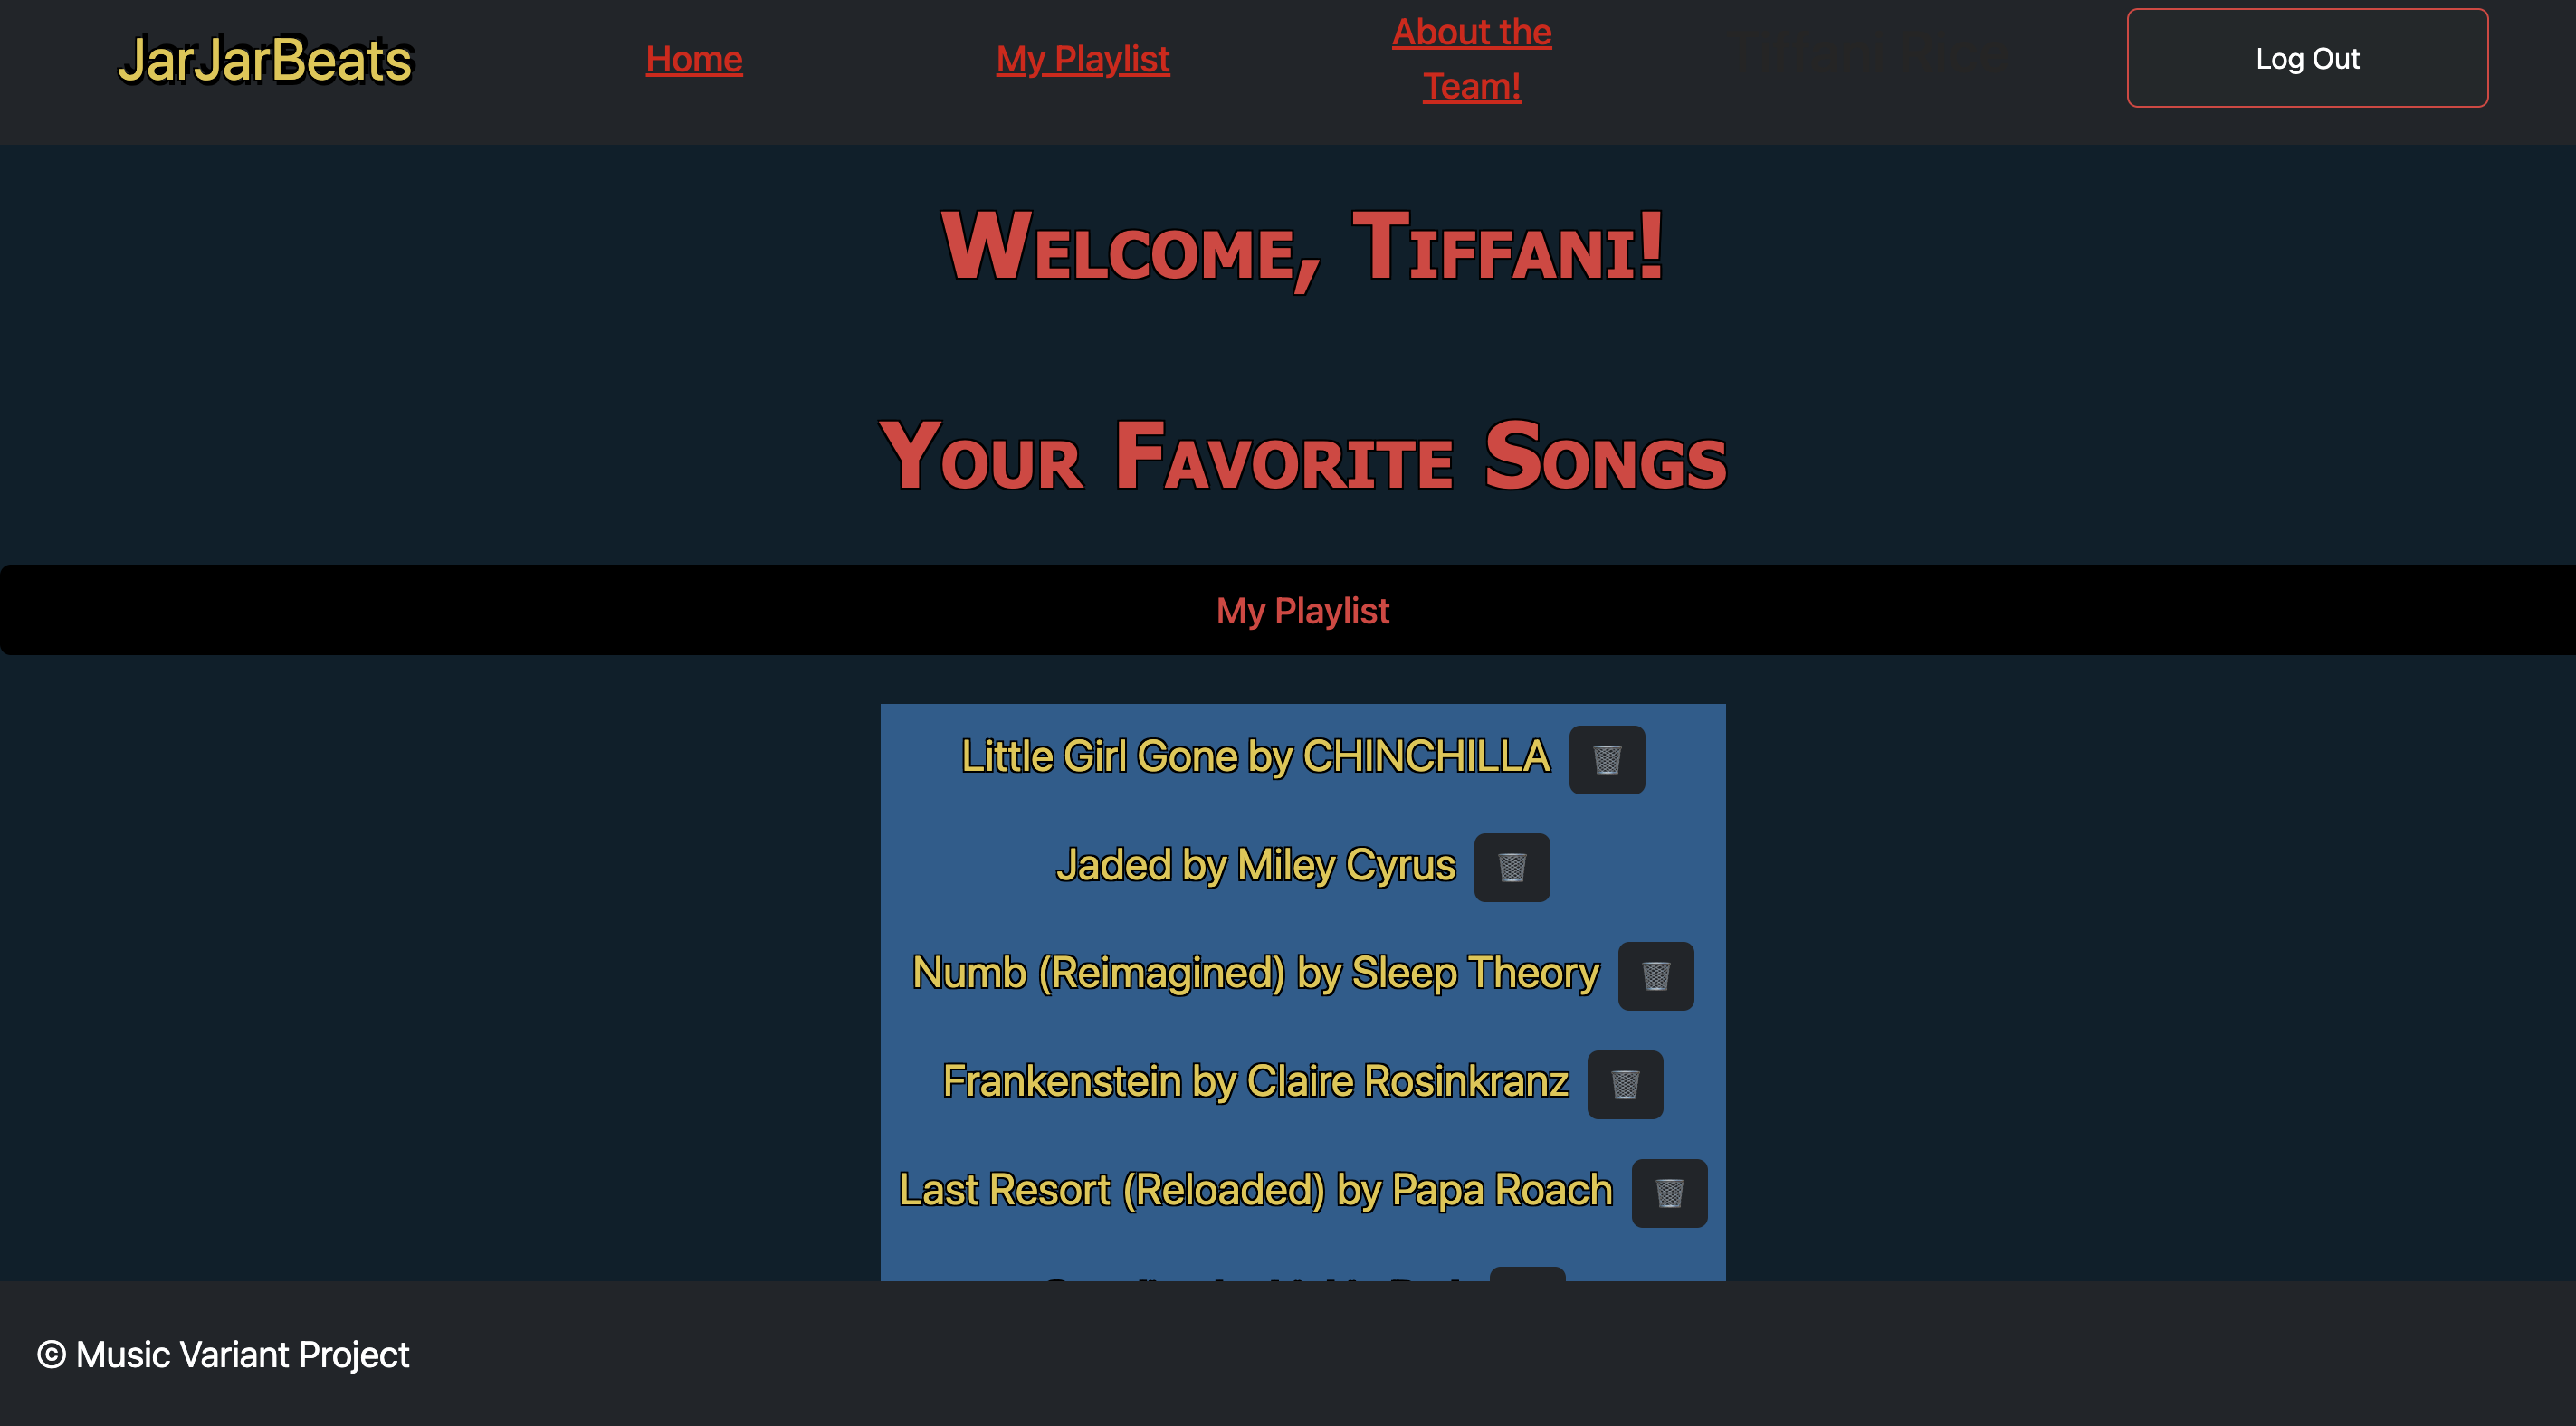 JarJarBeats
Home
My Playlist
About the
Team!
Log Out
Welcome, Tiffani!
Your Favorite Songs
My Playlist
Little Girl Gone by CHINCHILLA
Jaded by Miley Cyrus
Numb (Reimagined) by Sleep Theory
Frankenstein by Claire Rosinkranz
Last Resort (Reloaded) by Papa Roach
© Music Variant Project